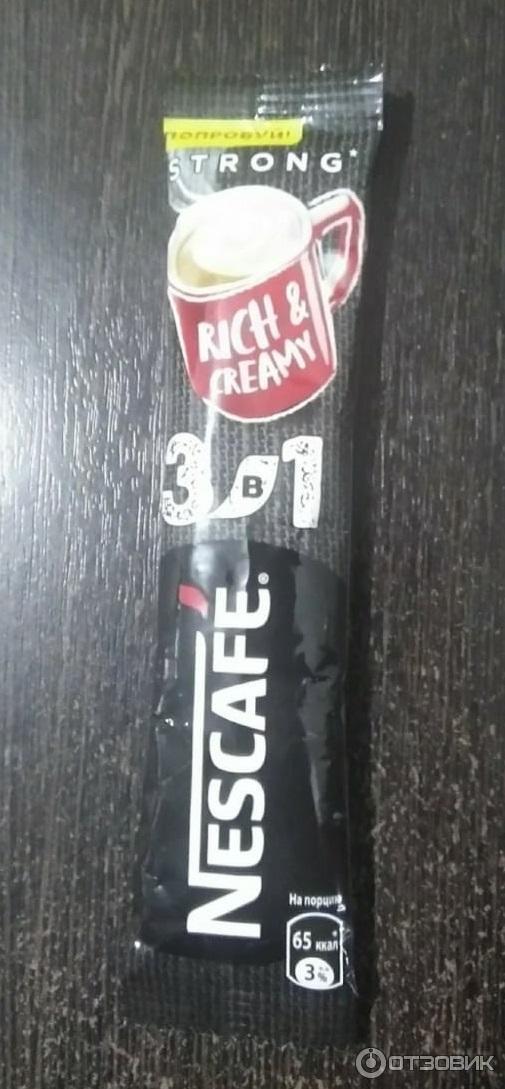 ПОПРОБУЙ!
STRONG*
RICH &
CREAMY
3 в 1
NESCAFÉ®
На порцию
65 ккал*
3%
ОТЗОВИК